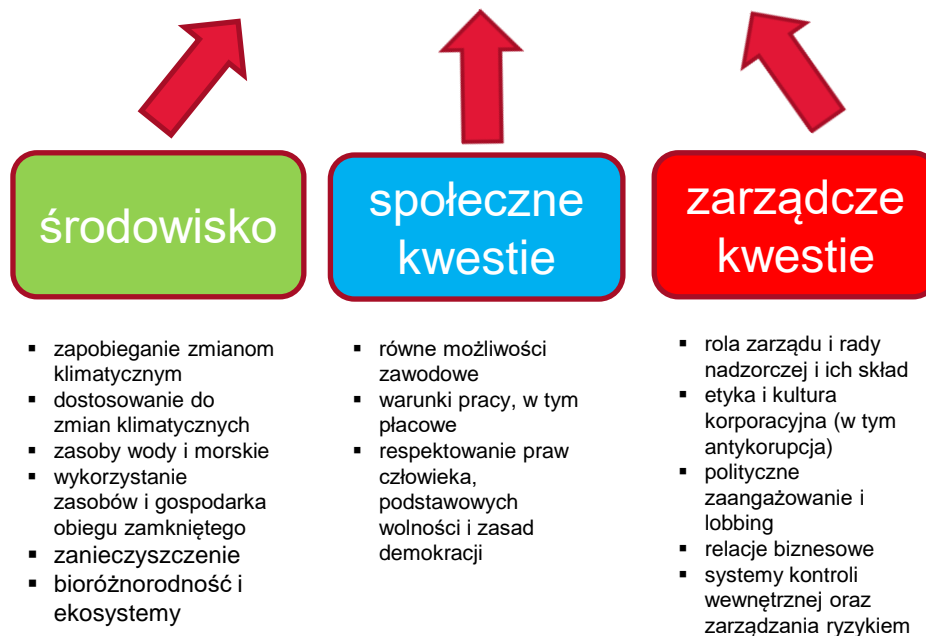 środowisko
▪ zapobieganie zmianom
klimatycznym
▪ dostosowanie do
zmian klimatycznych
▪ zasoby wody i morskie
▪ wykorzystanie
zasobów i gospodarka
obiegu zamkniętego
▪ zanieczyszczenie
▪ bioróżnorodność i
ekosystemy
społeczne
kwestie
▪ równe możliwości
zawodowe
▪ warunki pracy, w tym
płacowe
▪ respektowanie praw
człowieka,
podstawowych
wolności i zasad
demokracji
zarządcze
kwestie
▪ rola zarządu i rady
nadzorczej i ich skład
▪ etyka i kultura
korporacyjna (w tym
antykorupcja)
▪ polityczne
zaangażowanie i
lobbing
▪ relacje biznesowe
▪ systemy kontroli
wewnętrznej oraz
zarządzania ryzykiem